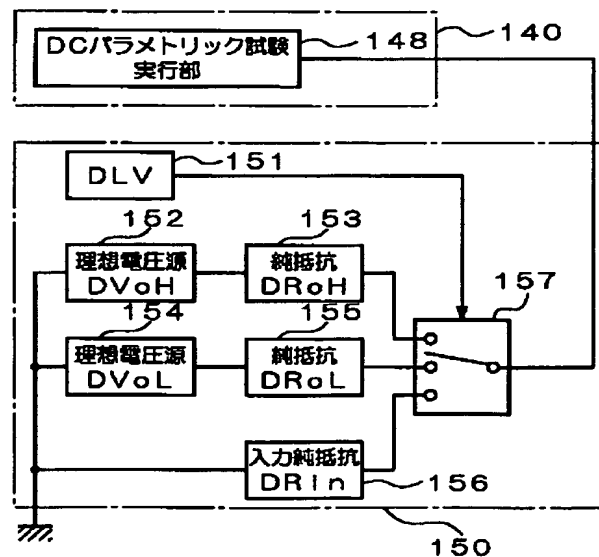 DCパラメトリック試験
実行部
148
140
DLV
151
152
理想電圧源
DVoH
153
純抵抗
DRoH
157
154
理想電圧源
DVoL
155
純抵抗
DRoL
入力純抵抗
DRIn
156
150